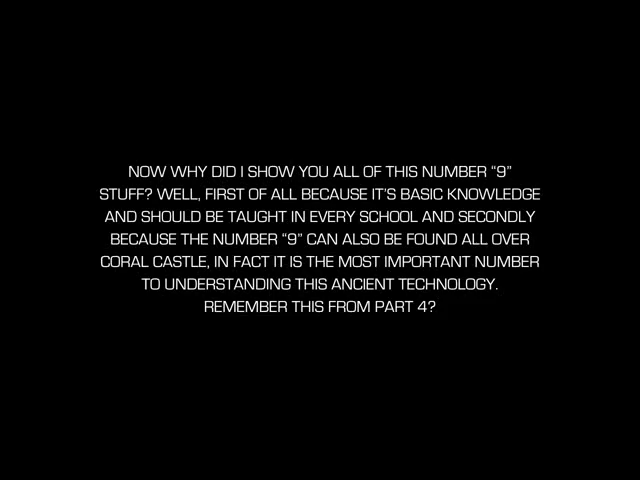 NOW WHY DID I SHOW YOU ALL OF THIS NUMBER “9”
STUFF? WELL, FIRST OF ALL BECAUSE IT’S BASIC KNOWLEDGE
AND SHOULD BE TAUGHT IN EVERY SCHOOL AND SECONDLY
BECAUSE THE NUMBER “9” CAN ALSO BE FOUND ALL OVER
CORAL CASTLE, IN FACT IT IS THE MOST IMPORTANT NUMBER
TO UNDERSTANDING THIS ANCIENT TECHNOLOGY.
REMEMBER THIS FROM PART 4?